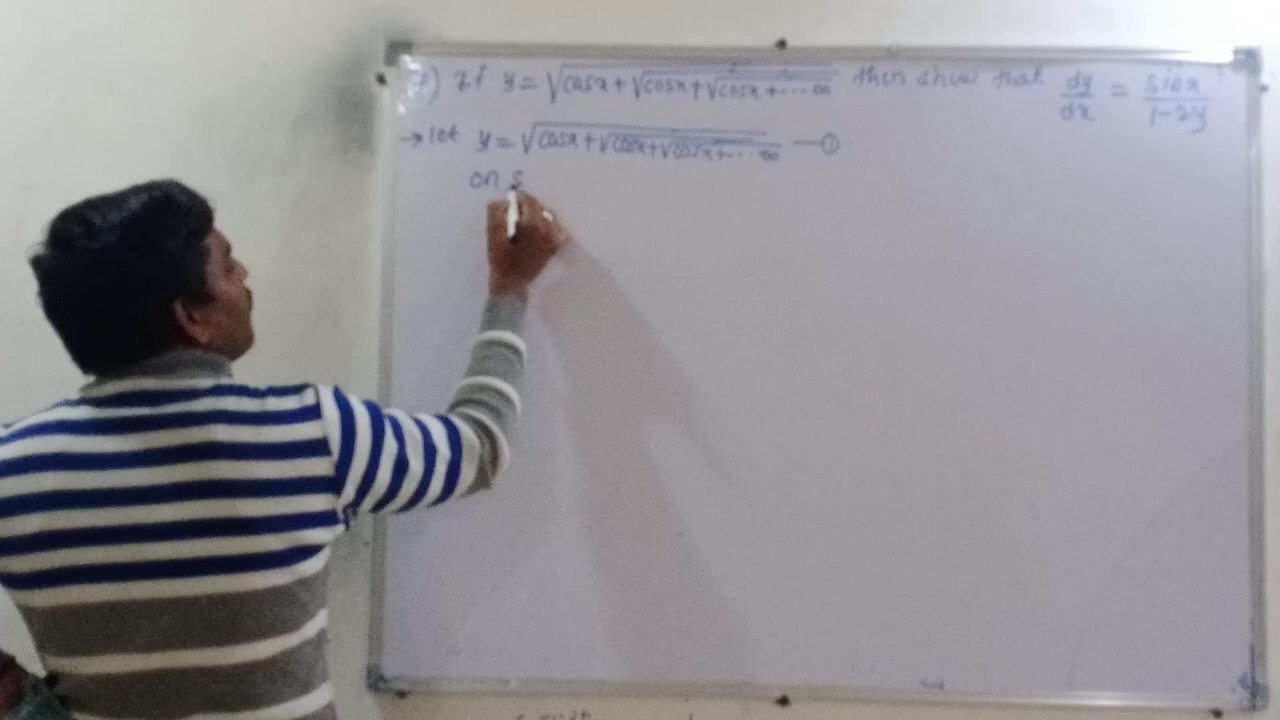 If y = √cosx + √cosx + √cosx + ... ∞ then show that dy/dx = sinx/1-2y
→ let y = √cosx + √cosx + √cosx + ... ∞ —①
on s